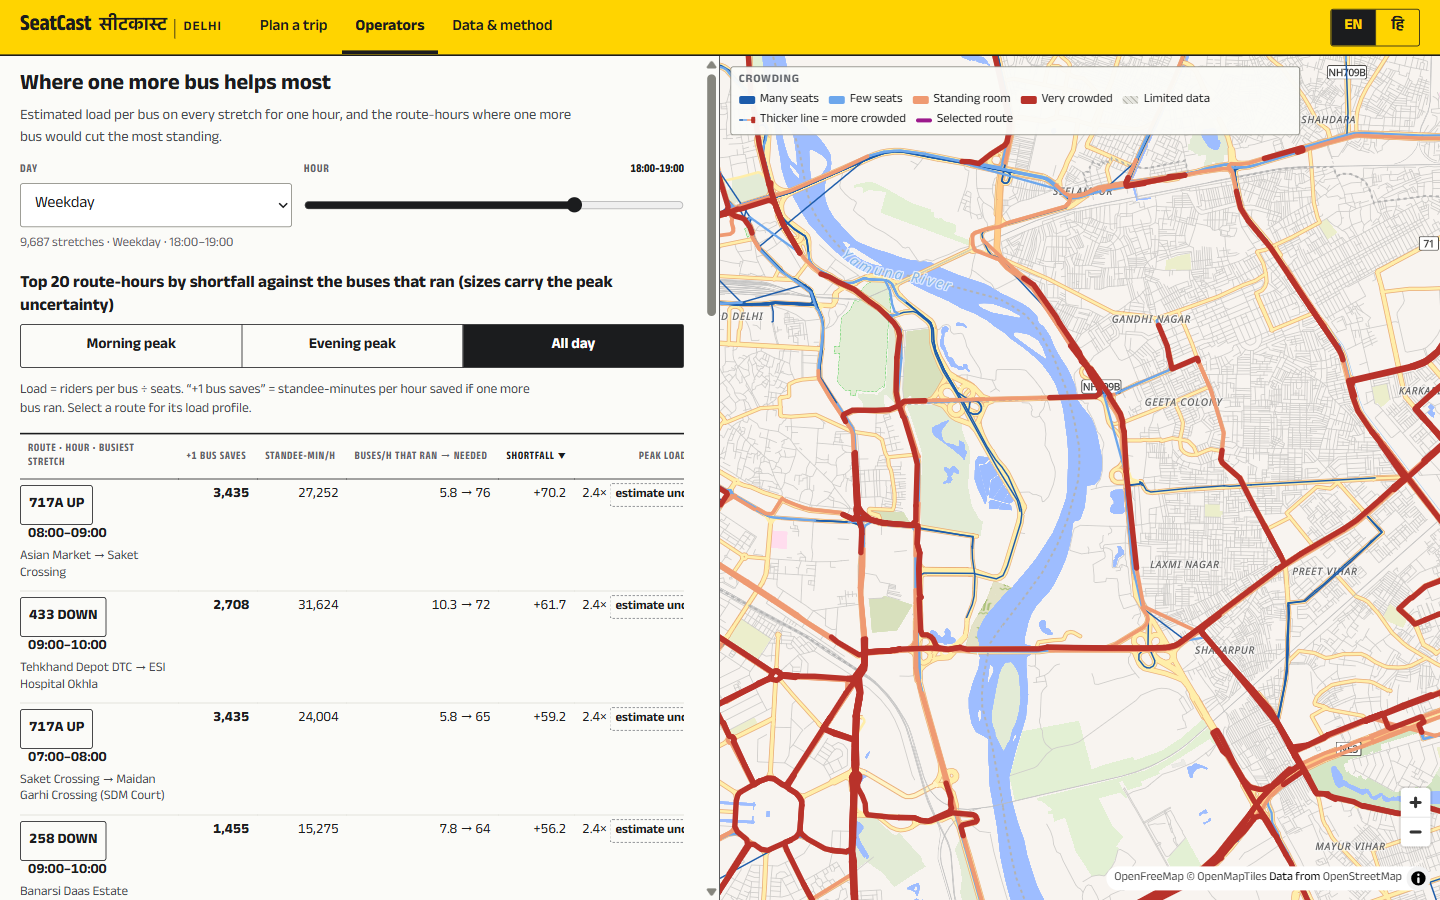 SeatCast सीटकास्ट DELHI Plan a trip Operators Data & method EN हि
Where one more bus helps most
Estimated load per bus on every stretch for one hour, and the route-hours where one more
bus would cut the most standing.
DAY HOUR 18:00–19:00
Weekday
9,687 stretches · Weekday · 18:00–19:00
Top 20 route-hours by shortfall against the buses that ran (sizes carry the peak
uncertainty)
Morning peak Evening peak All day
Load = riders per bus ÷ seats. “+1 bus saves” = standee-minutes per hour saved if one more
bus ran. Select a route for its load profile.
ROUTE · HOUR · BUSIEST
STRETCH
+1 BUS SAVES STANDEE-MIN/H BUSES/H THAT RAN → NEEDED SHORTFALL ▼ PEAK LOAD
717A UP 3,435 27,252 5.8 → 76 +70.2 2.4× estimate
08:00–09:00
Asian Market → Saket
Crossing
433 DOWN 2,708 31,624 10.3 → 72 +61.7 2.4× estimate
09:00–10:00
Tehkhand Depot DTC → ESI
Hospital Okhla
717A UP 3,435 24,004 5.8 → 65 +59.2 2.4× estimate
07:00–08:00
Saket Crossing → Maidan
Garhi Crossing (SDM Court)
258 DOWN 1,455 15,275 7.8 → 64 +56.2 2.4× estimate
09:00–10:00
Banarsi Daas Estate
CROWDING
Many seats Few seats Standing room Very crowded Limited data
Thicker line = more crowded Selected route
NH709B
SHAHDARA
SEELAMPUR
71
Yamuna River
D DELHI
GANDHI NAGAR
NH709B
KARKAR
GEETA COLONY
LAXMI NAGAR
PREET VIHAR
SHAKARPUR
MAYUR VIHAR
+
−
OpenFreeMap © OpenMapTiles Data from OpenStreetMap